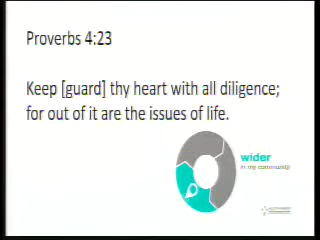 Proverbs 4:23
Keep [guard] thy heart with all diligence;
for out of it are the issues of life.
wider
in my community